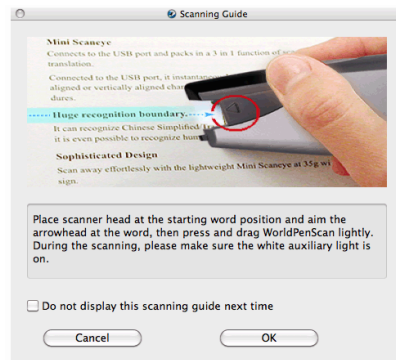 Scanning Guide
Mini Scaneye
Connects to the USB port and packs in a 3 in 1 function of
translation.
Connected to the USB port, it
aligned or vertically aligned
dures.
Huge recognition boundary.
It can recognize Chinese Simplified
it is even possible to recognize
Sophisticated Design
Scan away effortlessly with the lightweight Mini Scaneye at 35g
sign.
Place scanner head at the starting word position and aim the
arrowhead at the word, then press and drag WorldPenScan lightly.
During the scanning, please make sure the white auxiliary light is
on.
Do not display this scanning guide next time
Cancel
OK